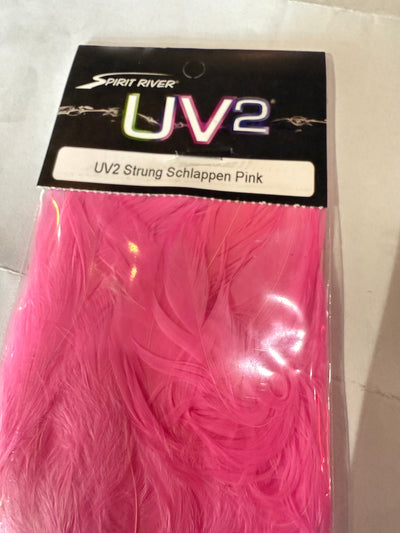 SPIRIT RIVER®
UV2®
UV2 Strung Schlappen Pink